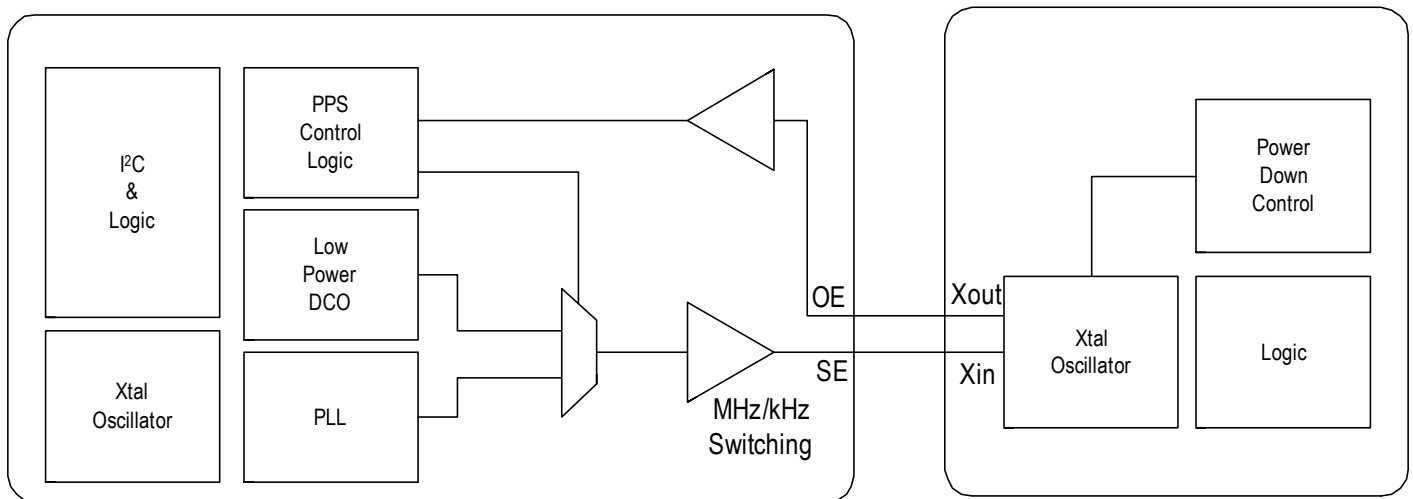 I²C
&
Logic
PPS
Control
Logic
Low
Power
DCO
Xtal
Oscillator
PLL
OE
SE
MHz/kHz
Switching
Xout
Xin
Xtal
Oscillator
Power
Down
Control
Logic